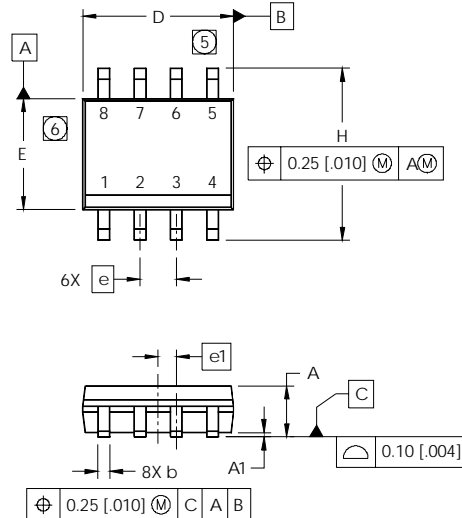 D B
5
A
8 7 6 5
6
E
H
⌖ 0.25 [.010] Ⓜ AⓂ
1 2 3 4
6X e
e1
A
C
A1
8X b
⌓ 0.10 [.004]
⌖ 0.25 [.010] Ⓜ C A B